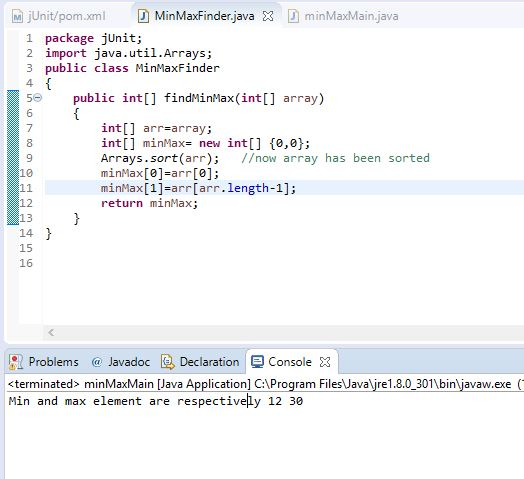 jUnit/pom.xml MinMaxFinder.java minMaxMain.java
1 package jUnit;
2 import java.util.Arrays;
3 public class MinMaxFinder
4 {
5 public int[] findMinMax(int[] array)
6 {
7 int[] arr=array;
8 int[] minMax= new int[] {0,0};
9 Arrays.sort(arr); //now array has been sorted
10 minMax[0]=arr[0];
11 minMax[1]=arr[arr.length-1];
12 return minMax;
13 }
14 }
15
16
Problems @ Javadoc Declaration Console
<terminated> minMaxMain [Java Application] C:\Program Files\Java\jre1.8.0_301\bin\javaw.exe (
Min and max element are respectively 12 30